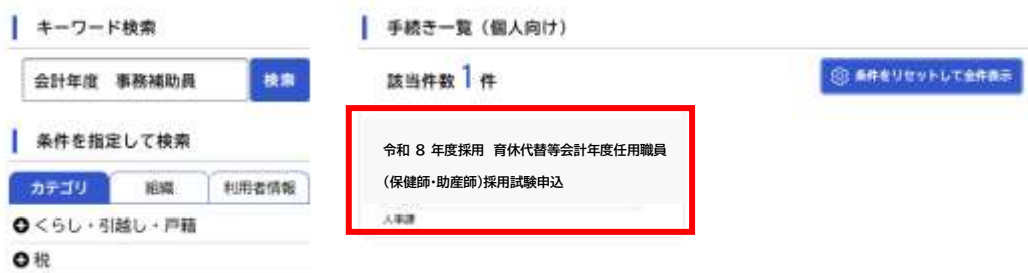 キーワード検索
会計年度 事務補助員
検索
条件を指定して検索
カテゴリ
組織
利用者情報
くらし・引越し・戸籍
税
手続き一覧（個人向け）
該当件数 1 件
条件をリセットして全件表示
令和 8 年度採用 育休代替等会計年度任用職員
（保健師・助産師）採用試験申込
人事課